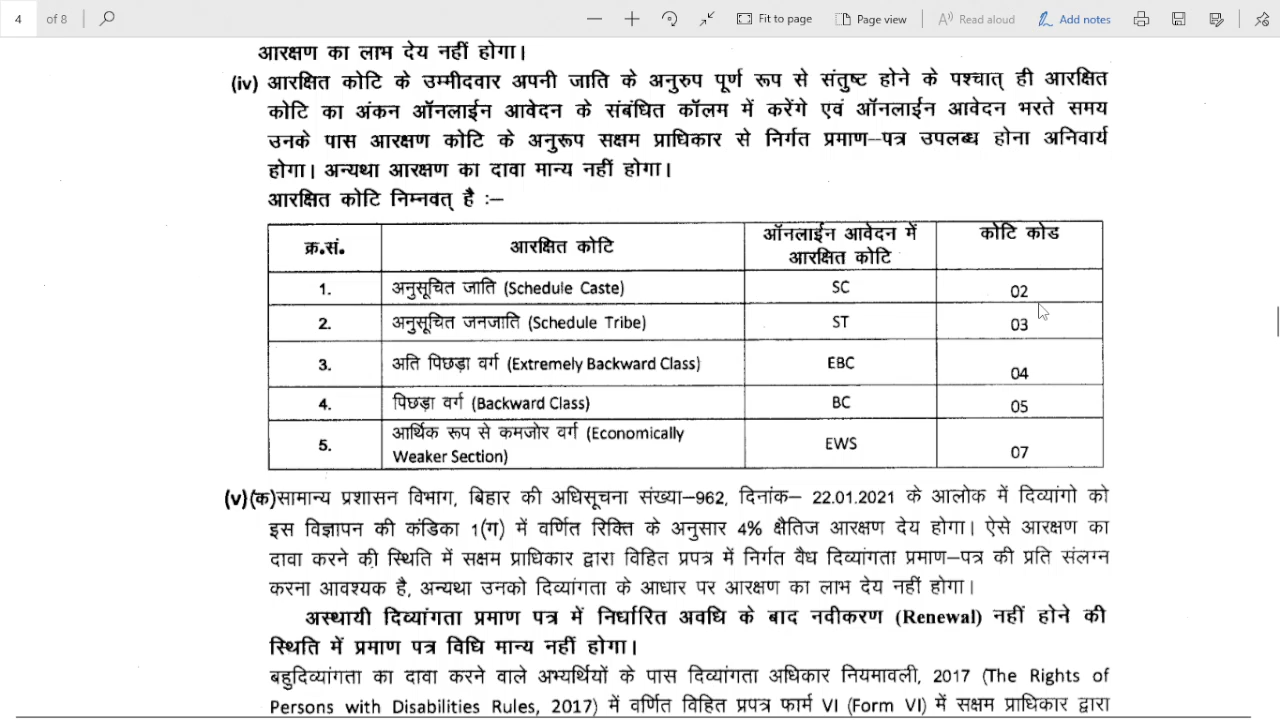 4 of 8 Fit to page Page view Read aloud Add notes
आरक्षण का लाभ देय नहीं होगा।
(iv) आरक्षित कोटि के उम्मीदवार अपनी जाति के अनुरुप पूर्ण रूप से संतुष्ट होने के पश्चात् ही आरक्षित
कोटि का अंकन ऑनलाईन आवेदन के संबंधित कॉलम में करेंगे एवं ऑनलाईन आवेदन भरते समय
उनके पास आरक्षण कोटि के अनुरूप सक्षम प्राधिकार से निर्गत प्रमाण–पत्र उपलब्ध होना अनिवार्य
होगा। अन्यथा आरक्षण का दावा मान्य नहीं होगा।
आरक्षित कोटि निम्नवत् है :–
क्र.सं. आरक्षित कोटि ऑनलाईन आवेदन में आरक्षित कोटि कोटि कोड
1. अनुसूचित जाति (Schedule Caste) SC 02
2. अनुसूचित जनजाति (Schedule Tribe) ST 03
3. अति पिछड़ा वर्ग (Extremely Backward Class) EBC 04
4. पिछड़ा वर्ग (Backward Class) BC 05
5. आर्थिक रूप से कमजोर वर्ग (Economically Weaker Section) EWS 07
(v)(क)सामान्य प्रशासन विभाग, बिहार की अधिसूचना संख्या–962, दिनांक– 22.01.2021 के आलोक में दिव्यांगो को
इस विज्ञापन की कंडिका 1(ग) में वर्णित रिक्ति के अनुसार 4% क्षैतिज आरक्षण देय होगा। ऐसे आरक्षण का
दावा करने की स्थिति में सक्षम प्राधिकार द्वारा विहित प्रपत्र में निर्गत वैध दिव्यांगता प्रमाण–पत्र की प्रति संलग्न
करना आवश्यक है, अन्यथा उनको दिव्यांगता के आधार पर आरक्षण का लाभ देय नहीं होगा।
अस्थायी दिव्यांगता प्रमाण पत्र में निर्धारित अवधि के बाद नवीकरण (Renewal) नहीं होने की
स्थिति में प्रमाण पत्र विधि मान्य नहीं होगा।
बहुदिव्यांगता का दावा करने वाले अभ्यर्थियों के पास दिव्यांगता अधिकार नियमावली, 2017 (The Rights of
Persons with Disabilities Rules, 2017) में वर्णित विहित प्रपत्र फार्म VI (Form VI) में सक्षम प्राधिकार द्वारा